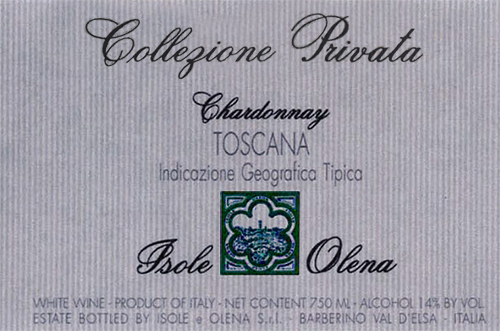 Collezione Privata
Chardonnay
TOSCANA
Indicazione Geografica Tipica
Isole Olena
WHITE WINE - PRODUCT OF ITALY - NET CONTENT 750 ML - ALCOHOL 14% BY VOL.
ESTATE BOTTLED BY ISOLE e OLENA S.r.l. - BARBERINO VAL D'ELSA - ITALIA